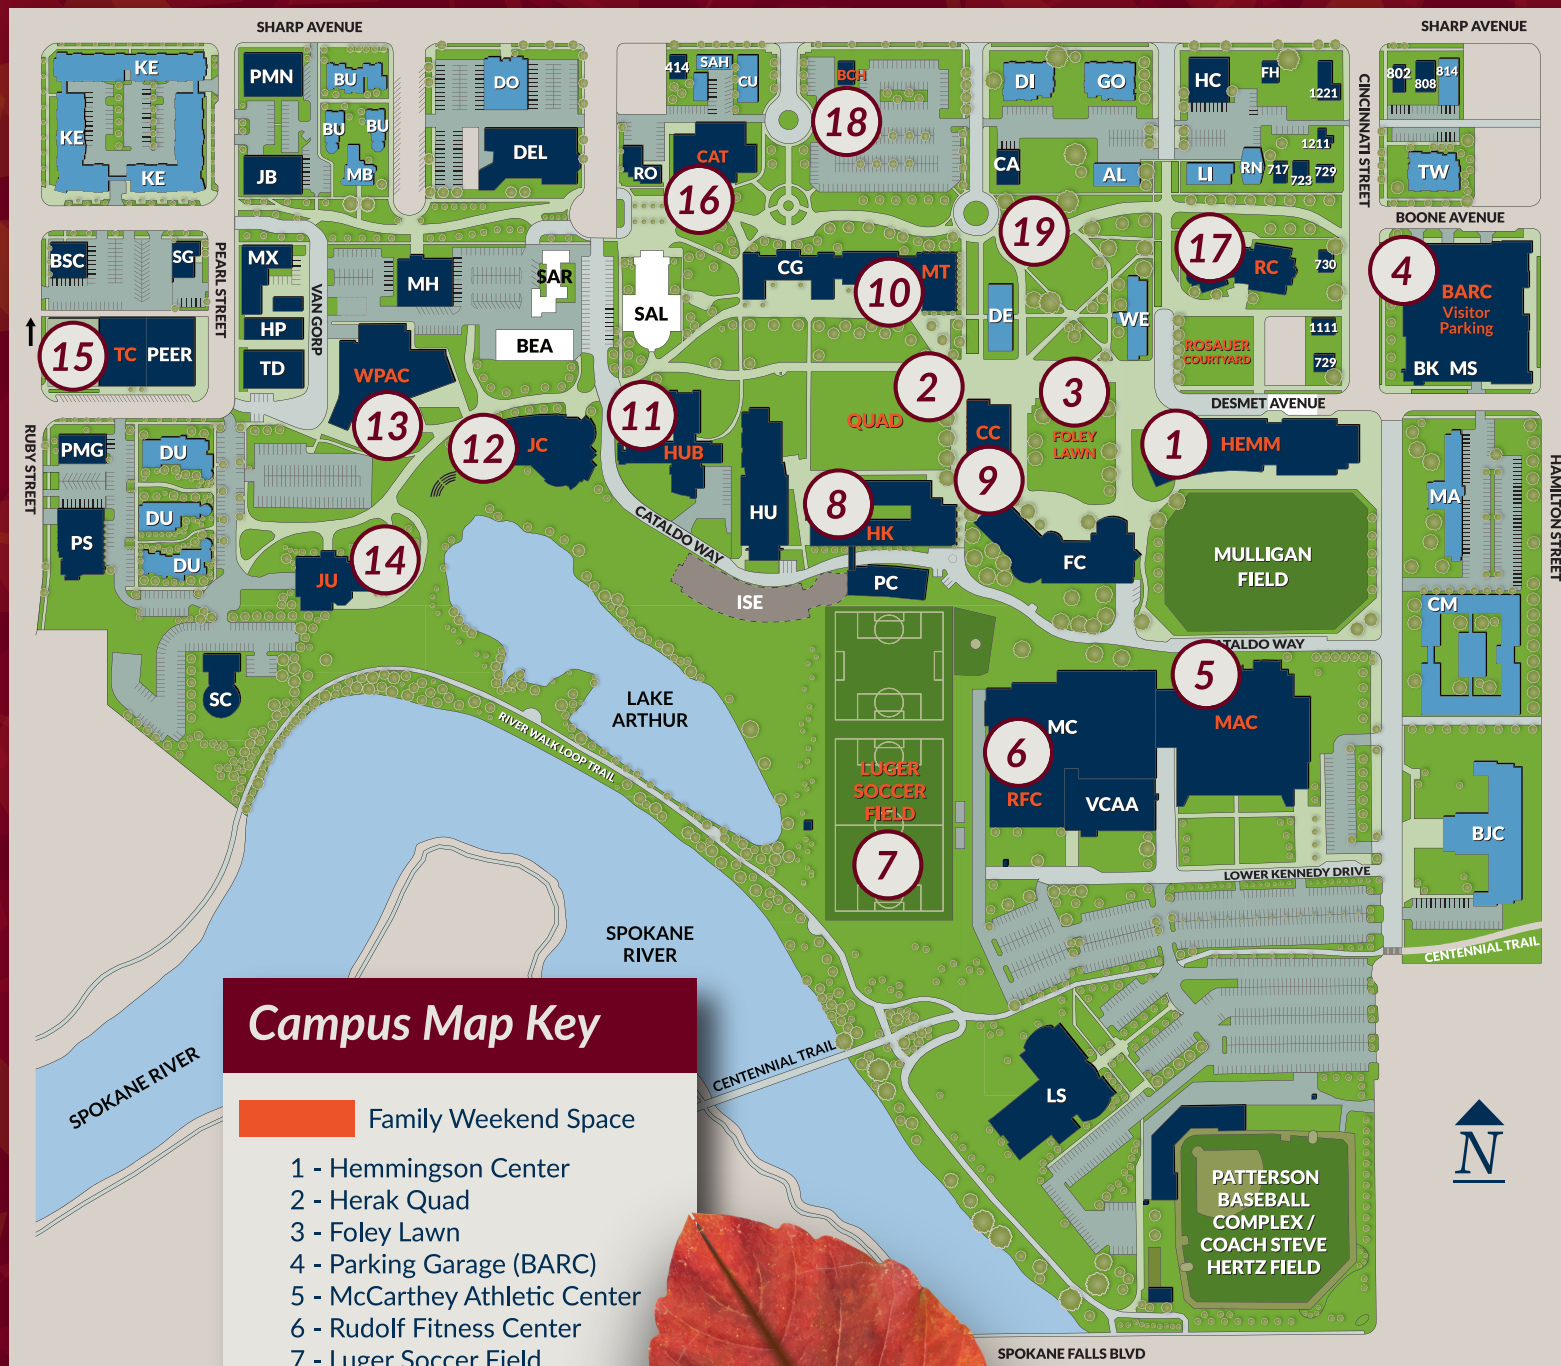 SHARP AVENUE
SHARP AVENUE
KE
PMN
BU
DO
414
SAH
CU
BCH
DI
GO
HC
FH
1221
802
808
814
CINCINNATI STREET
KE
BU
BU
18
DEL
CAT
RO
CA
1211
JB
MB
KE
AL
LI
RN
717
723
729
TW
16
19
BOONE AVENUE
BSC
SG
PEARL STREET
MX
MH
SAR
CG
MT
17
RC
730
4
BARC
Visitor
Parking
10
VAN GORP
SAL
DE
WE
HP
BEA
1111
15
TC
PEER
TD
WPAC
ROSAUER
COURTYARD
729
BK
MS
2
3
DESMET AVENUE
13
11
QUAD
CC
FOLEY
LAWN
1
HEMM
RUBY STREET
PMG
DU
12
JC
HUB
9
HAMILTON STREET
MA
8
DU
HU
HK
PS
CATALDO WAY
DU
14
JU
FC
MULLIGAN
FIELD
PC
ISE
CM
TALDO WAY
5
SC
LAKE
ARTHUR
RIVER WALK LOOP TRAIL
MC
MAC
6
LUGER
SOCCER
FIELD
RFC
VCAA
BJC
7
LOWER KENNEDY DRIVE
SPOKANE
RIVER
CENTENNIAL TRAIL
Campus Map Key
SPOKANE RIVER
CENTENNIAL TRAIL
LS
Family Weekend Space
N
1 - Hemmingson Center
2 - Herak Quad
3 - Foley Lawn
4 - Parking Garage (BARC)
5 - McCarthey Athletic Center
6 - Rudolf Fitness Center
7 - Luger Soccer Field
PATTERSON
BASEBALL
COMPLEX /
COACH STEVE
HERTZ FIELD
SPOKANE FALLS BLVD